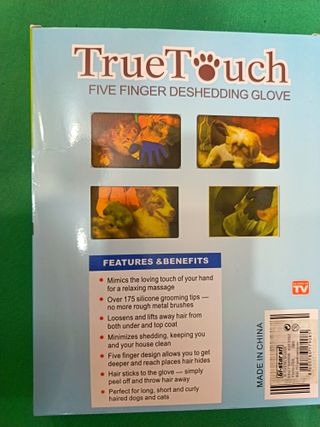 TrueTouch
FIVE FINGER DESHEDDING GLOVE
FEATURES &BENEFITS
Mimics the loving touch of your hand
for a relaxing massage
Over 175 silicone grooming tips —
no more rough metal brushes
Loosens and lifts away hair from
both under and top coat
Minimizes shedding, keeping you
and your house clean
Five finger design allows you to get
deeper and reach places hair hides
Hair sticks to the glove — simply
peel off and throw hair away
Perfect for long, short and curly
haired dogs and cats
TV
MADE IN CHINA